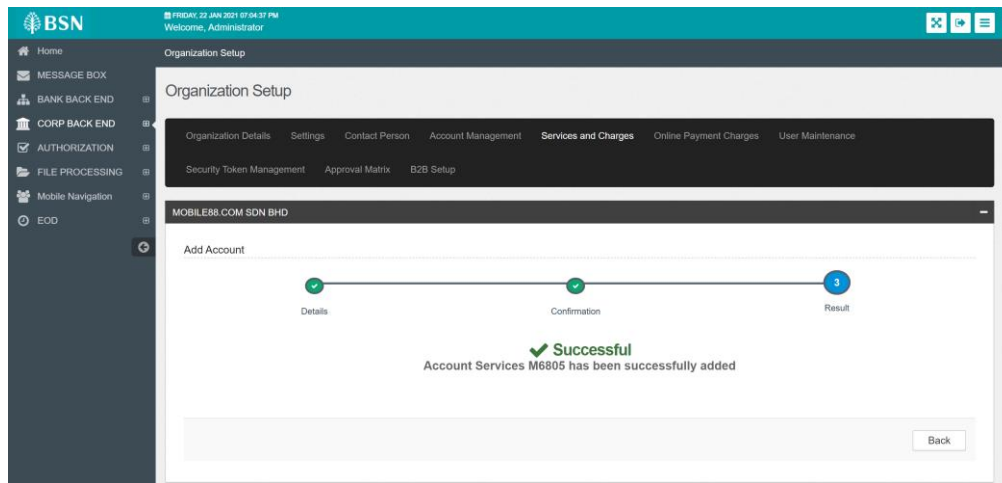 BSN
FRIDAY, 22 JAN 2021 07:04:37 PM
Welcome, Administrator
Home
MESSAGE BOX
BANK BACK END
CORP BACK END
AUTHORIZATION
FILE PROCESSING
Mobile Navigation
EOD
Organization Setup
Organization Setup
Organization Details Settings Contact Person Account Management Services and Charges Online Payment Charges User Maintenance
Security Token Management Approval Matrix B2B Setup
MOBILE88.COM SDN BHD
Add Account
3
Details Confirmation Result
Successful
Account Services M6805 has been successfully added
Back